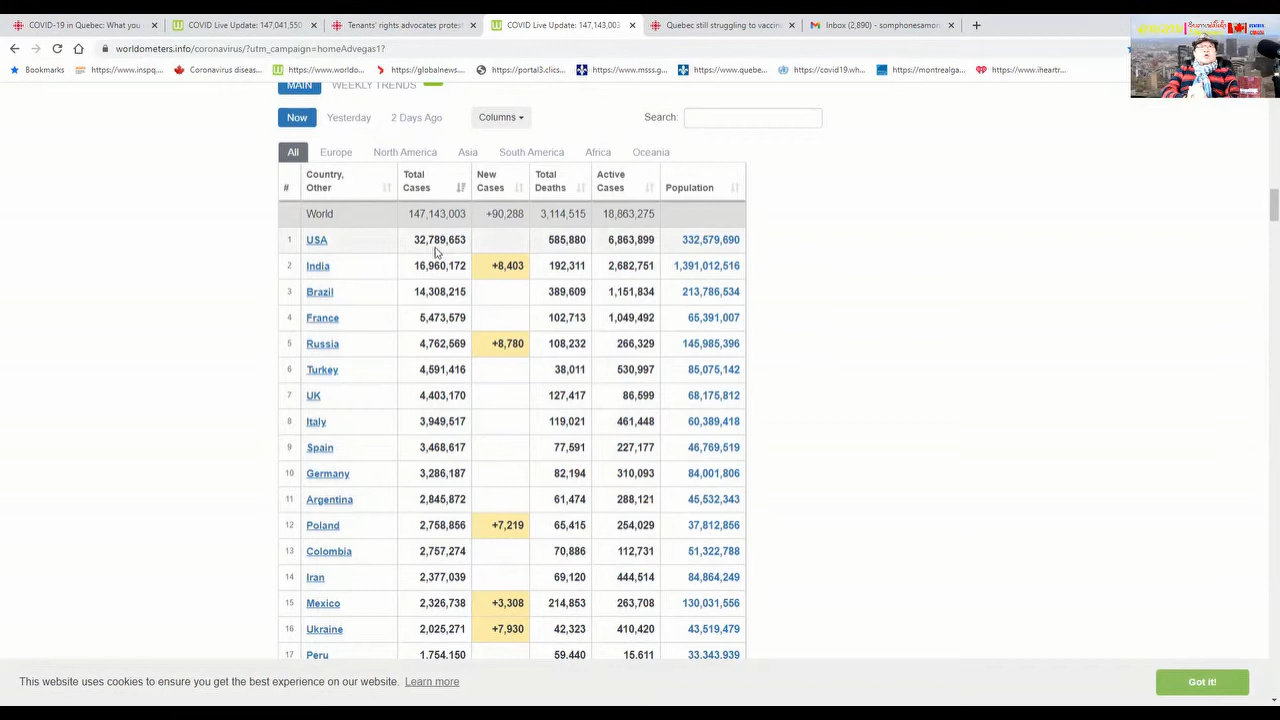 COVID-19 in Quebec: What you
COVID Live Update: 147,041,550
Tenants' rights advocates protes
COVID Live Update: 147,143,003
Quebec still struggling to vaccin
Inbox (2,890) - somphonesamon
worldometers.info/coronavirus/?utm_campaign=homeAdvegas1?
Bookmarks https://www.inspq... Coronavirus diseas... https://www.worldo... https://globalnews.... https://portal3.clics... https://www.msss.g... https://www.quebe... https://covid19.wh... https://montrealga... https://www.iheartr...
MAIN WEEKLY TRENDS
Now Yesterday 2 Days Ago Columns Search:
All Europe North America Asia South America Africa Oceania
# Country, Other Total Cases New Cases Total Deaths Active Cases Population
World 147,143,003 +90,288 3,114,515 18,863,275
1 USA 32,789,653 585,880 6,863,899 332,579,690
2 India 16,960,172 +8,403 192,311 2,682,751 1,391,012,516
3 Brazil 14,308,215 389,609 1,151,834 213,786,534
4 France 5,473,579 102,713 1,049,492 65,391,007
5 Russia 4,762,569 +8,780 108,232 266,329 145,985,396
6 Turkey 4,591,416 38,011 530,997 85,075,142
7 UK 4,403,170 127,417 86,599 68,175,812
8 Italy 3,949,517 119,021 461,448 60,389,418
9 Spain 3,468,617 77,591 227,177 46,769,519
10 Germany 3,286,187 82,194 310,093 84,001,806
11 Argentina 2,845,872 61,474 288,121 45,532,343
12 Poland 2,758,856 +7,219 65,415 254,029 37,812,856
13 Colombia 2,757,274 70,886 112,731 51,322,788
14 Iran 2,377,039 69,120 444,514 84,864,249
15 Mexico 2,326,738 +3,308 214,853 263,708 130,031,556
16 Ukraine 2,025,271 +7,930 42,323 410,420 43,519,479
17 Peru 1,754,150 59,440 15,611 33,343,939
This website uses cookies to ensure you get the best experience on our website. Learn more
Got it!